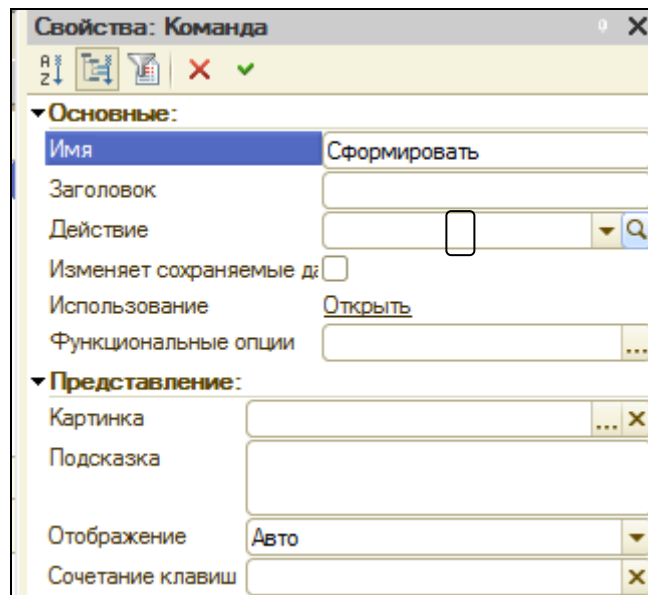 Свойства: Команда
Основные:
Имя Сформировать
Заголовок
Действие
Изменяет сохраняемые да
Использование Открыть
Функциональные опции ...
Представление:
Картинка ...
Подсказка
Отображение Авто
Сочетание клавиш